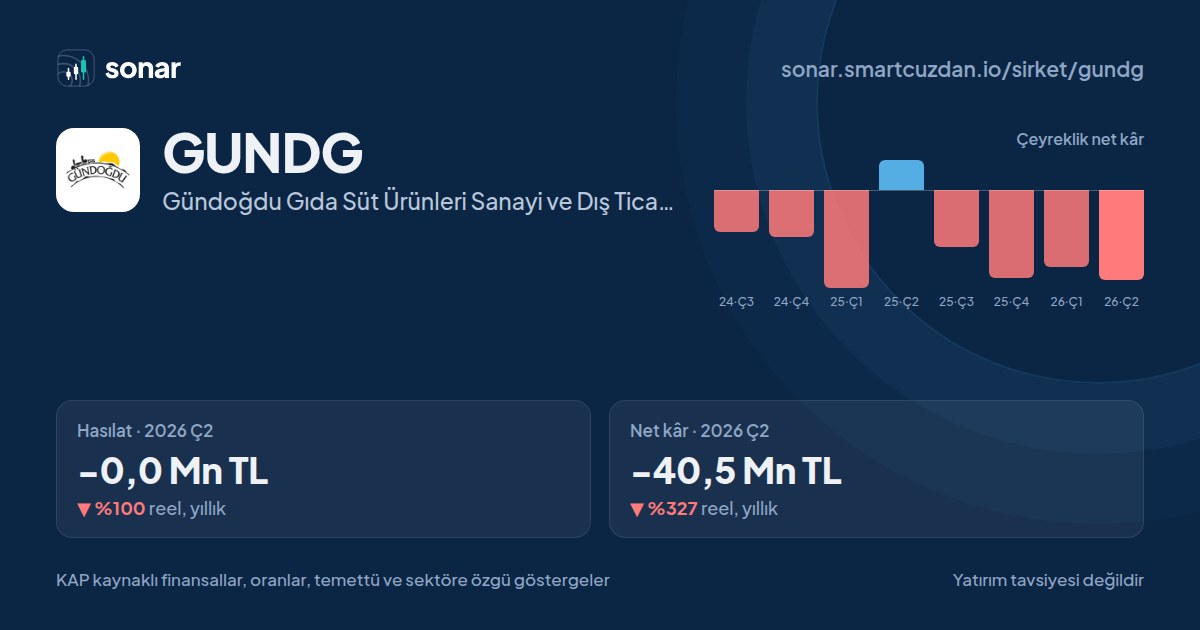 sonar
sonar.smartcuzdan.io/sirket/gundg
GÜNDOĞDU
GUNDG
Gündoğdu Gıda Süt Ürünleri Sanayi ve Dış Tica...
Çeyreklik net kâr
24·Ç3 24·Ç4 25·Ç1 25·Ç2 25·Ç3 25·Ç4 26·Ç1 26·Ç2
Hasılat · 2026 Ç2
−0,0 Mn TL
▼ %100 reel, yıllık
Net kâr · 2026 Ç2
−40,5 Mn TL
▼ %327 reel, yıllık
KAP kaynaklı finansallar, oranlar, temettü ve sektöre özgü göstergeler
Yatırım tavsiyesi değildir